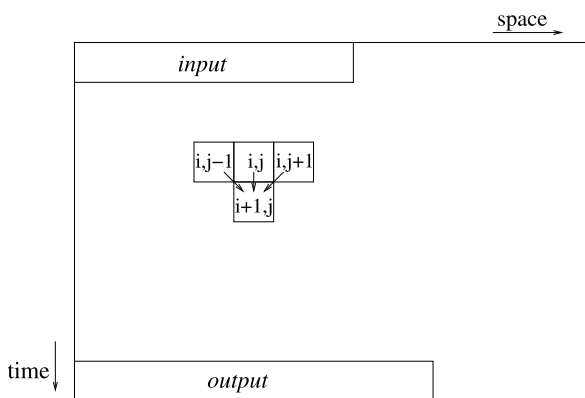 space
input
i,j−1 i,j i,j+1
i+1,j
time
output